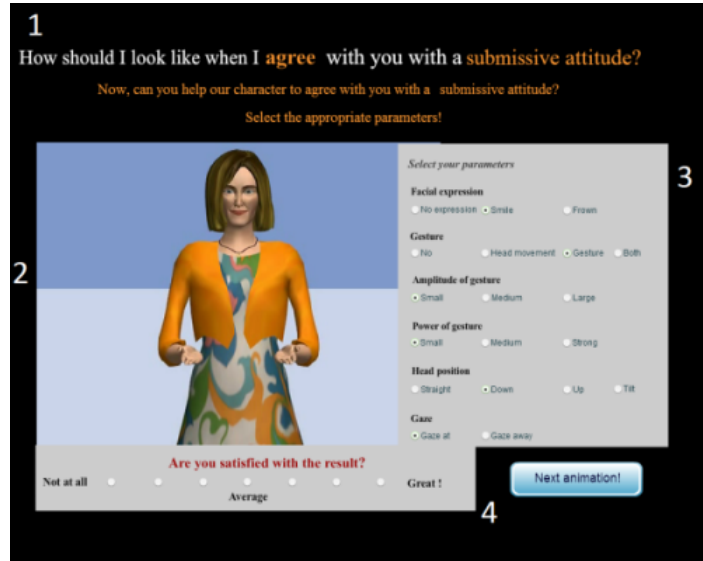 1
How should I look like when I agree with you with a submissive attitude?
Now, can you help our character to agree with you with a submissive attitude?
Select the appropriate parameters!
2
3
Select your parameters
Facial expression
No expression Smile Frown
Gesture
No Head movement Gesture Both
Amplitude of gesture
Small Medium Large
Power of gesture
Small Medium Strong
Head position
Straight Down Up Tilt
Gaze
Gaze at Gaze away
Are you satisfied with the result?
Not at all Great !
Average
4
Next animation!